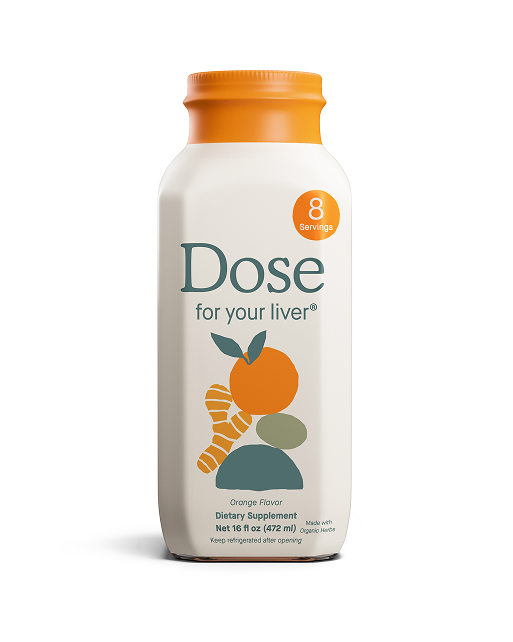 8
Servings
Dose
for your liver®
Orange Flavor
Dietary Supplement
Net 16 fl oz (472 ml)
Made with
Organic Herbs
Keep refrigerated after opening